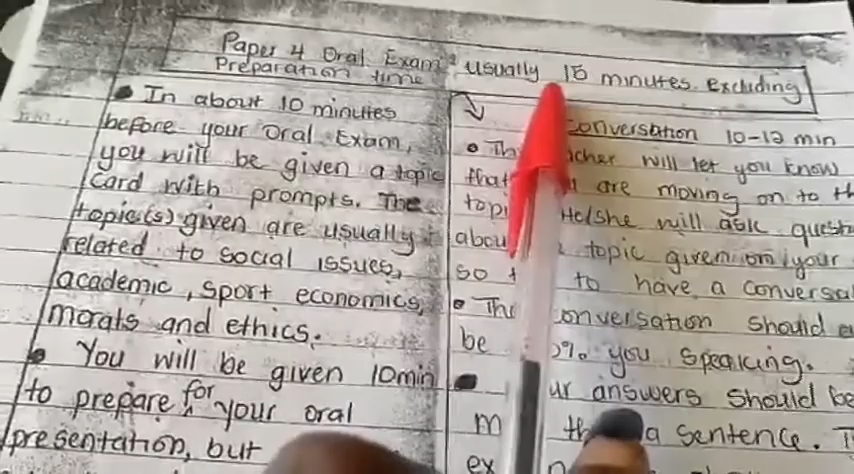 Paper 4 Oral Exam: usually 15 minutes excluding
Preparation time
In about 10 minutes
before your Oral Exam,
you will be given a topic
card with prompts. The
topic(s) given are usually
related to social issues,
academic, sport economics,
morals and ethics.
You will be given 10min
to prepare for your oral
presentation, but
Conversation 10-12 min
will let you know
that are moving on to
He/she will ask
topic given on your
so to have a
conversation should
be you speaking.
answers should be
a sentence.